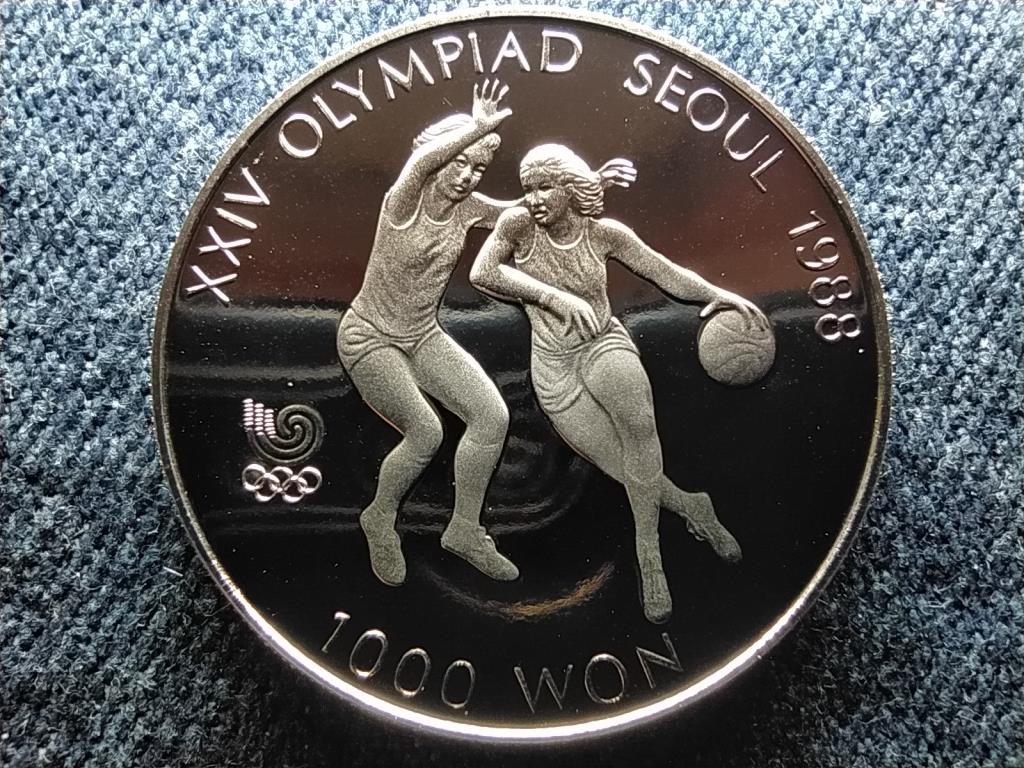 XXIV OLYMPIAD SEOUL 1988
1000 WON